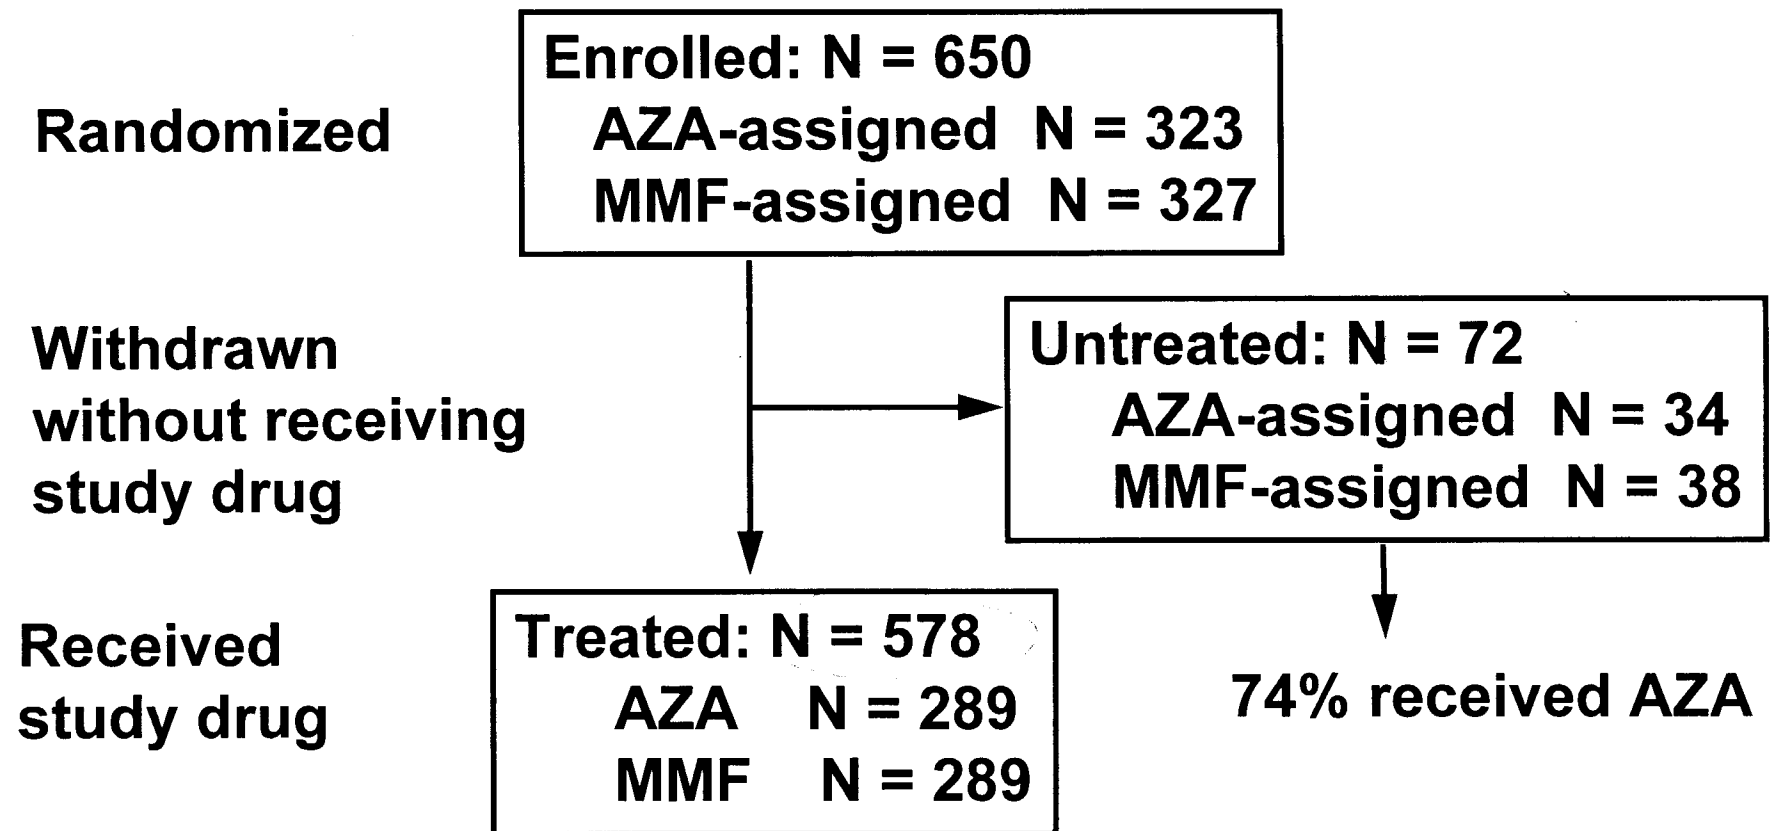 Enrolled: N = 650
Randomized
AZA-assigned N = 323
MMF-assigned N = 327
Withdrawn
without receiving
study drug
Untreated: N = 72
AZA-assigned N = 34
MMF-assigned N = 38
Received
study drug
Treated: N = 578
AZA N = 289
MMF N = 289
74% received AZA